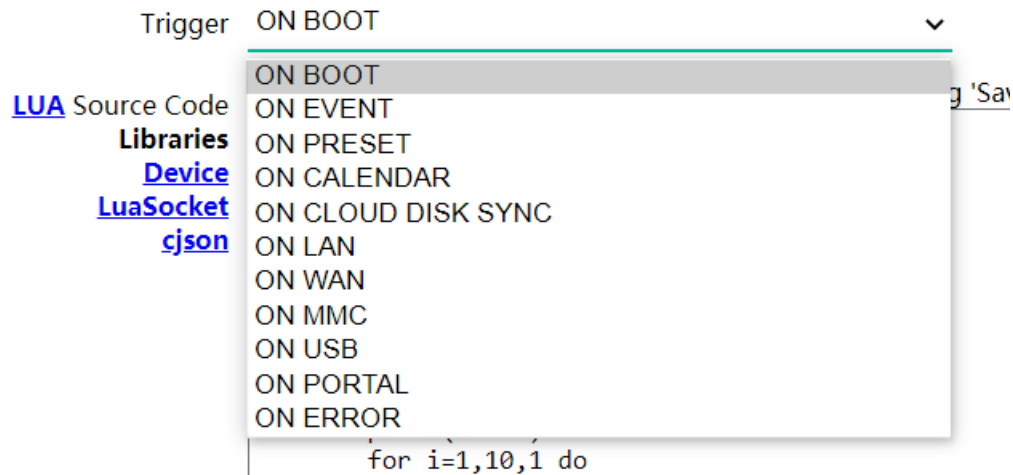 Trigger ON BOOT
ON BOOT
LUA Source Code ON EVENT
Libraries ON PRESET
Device ON CALENDAR
LuaSocket ON CLOUD DISK SYNC
cjson ON LAN
ON WAN
ON MMC
ON USB
ON PORTAL
ON ERROR
for i=1,10,1 do